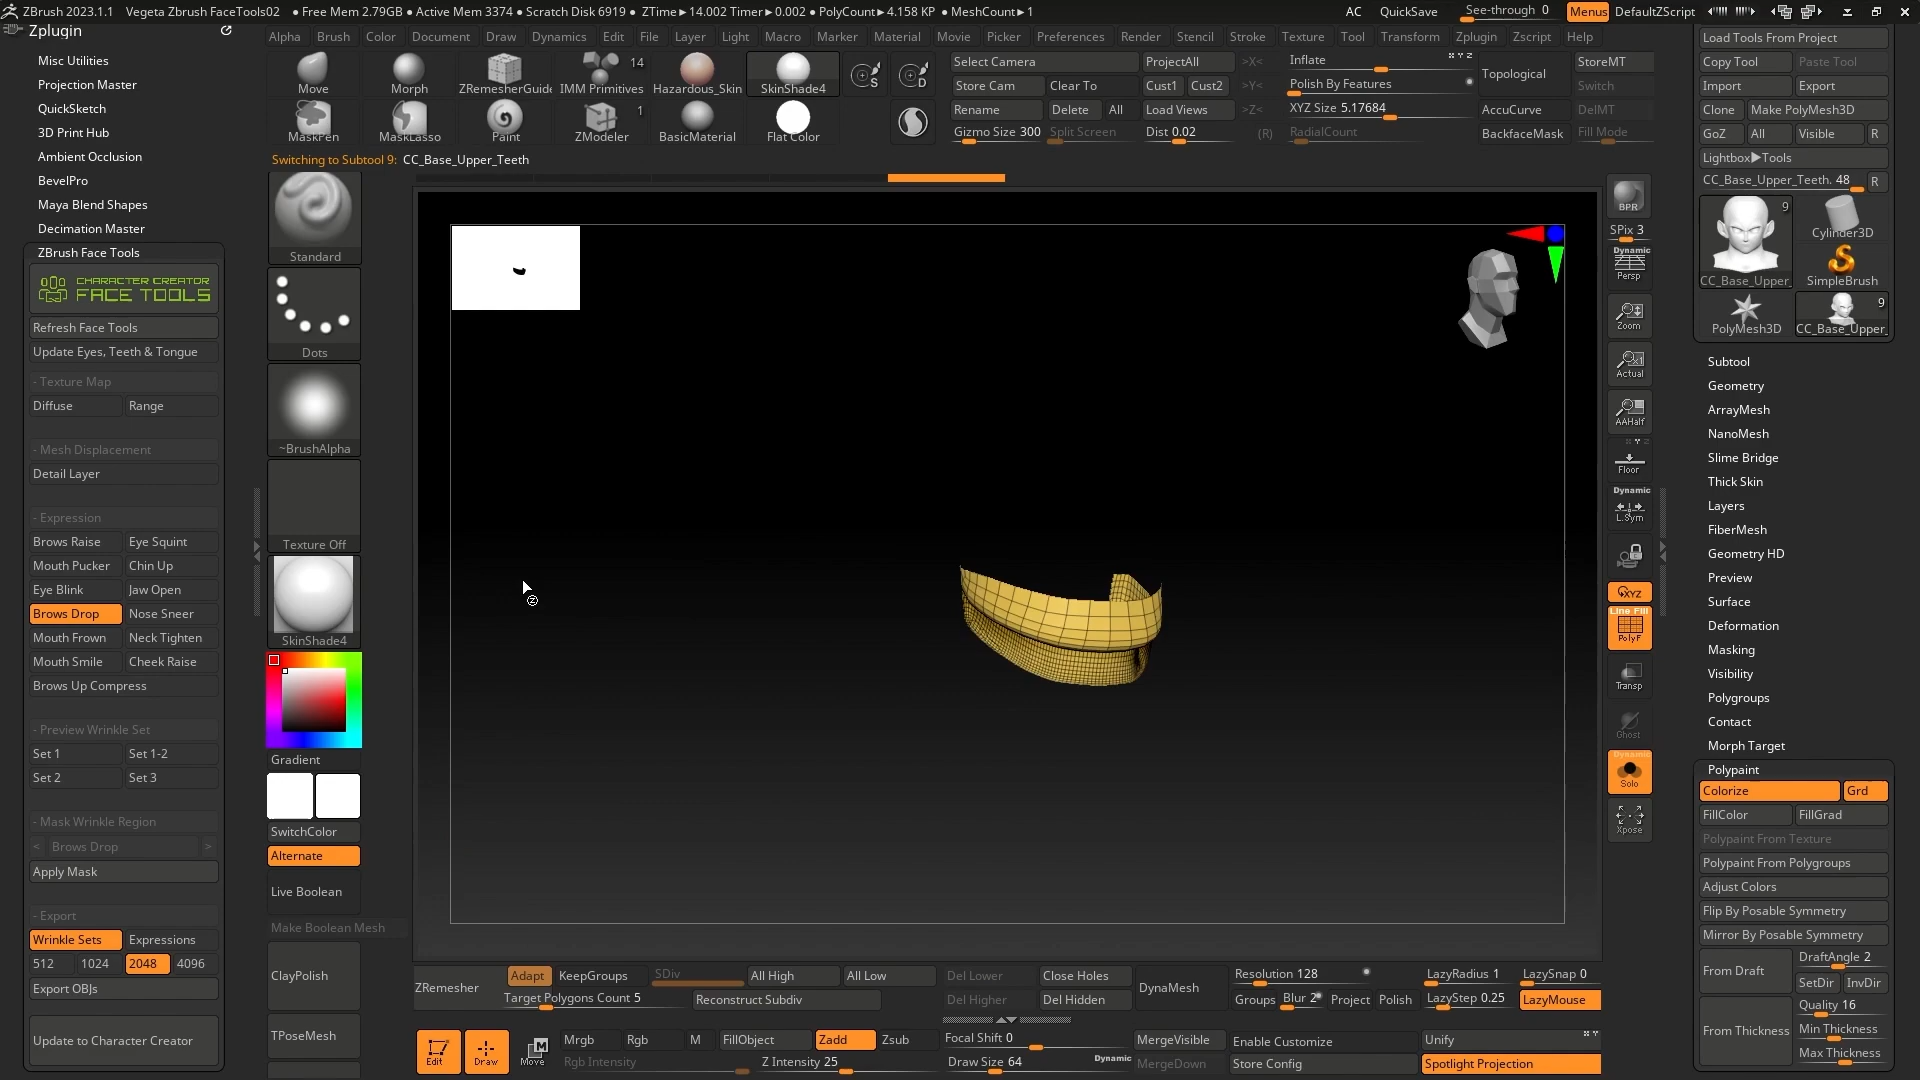 ZBrush 2023.1.1 Vegeta Zbrush FaceTools02 • Free Mem 2.79GB • Active Mem 3374 • Scratch Disk 6919 • ZTime►14.002 Timer►0.002 • PolyCount►4.158 KP • MeshCount►1 AC QuickSave See-through 0 Menus DefaultZScript
Zplugin
Alpha Brush Color Document Draw Dynamics Edit File Layer Light Macro Marker Material Movie Picker Preferences Render Stencil Stroke Texture Tool Transform Zplugin Zscript Help
Misc Utilities
Projection Master
QuickSketch
3D Print Hub
Ambient Occlusion
BevelPro
Maya Blend Shapes
Decimation Master
ZBrush Face Tools
CHARACTER CREATOR
FACE TOOLS
Refresh Face Tools
Update Eyes, Teeth & Tongue
- Texture Map
Diffuse Range
- Mesh Displacement
Detail Layer
- Expression
Brows Raise Eye Squint
Mouth Pucker Chin Up
Eye Blink Jaw Open
Brows Drop Nose Sneer
Mouth Frown Neck Tighten
Mouth Smile Cheek Raise
Brows Up Compress
- Preview Wrinkle Set
Set 1 Set 1-2
Set 2 Set 3
- Mask Wrinkle Region
< Brows Drop >
Apply Mask
- Export
Wrinkle Sets Expressions
512 1024 2048 4096
Export OBJs
Update to Character Creator
Move Morph ZRemesherGuide 14 IMM Primitives Hazardous_Skin SkinShade4
MaskPen MaskLasso Paint 1 ZModeler BasicMaterial Flat Color
S D
Select Camera ProjectAll >X<
Store Cam Clear To Cust1 Cust2 >Y<
Rename Delete All Load Views >Z<
Gizmo Size 300 Split Screen Dist 0.02 (R)
Inflate
Polish By Features
XYZ Size 5.17684
RadialCount
Topological StoreMT
Switch
AccuCurve DelMT
BackfaceMask Fill Mode
Switching to Subtool 9: CC_Base_Upper_Teeth
Standard
Dots
~BrushAlpha
Texture Off
SkinShade4
Gradient
SwitchColor
Alternate
Live Boolean
Make Boolean Mesh
ClayPolish
TPoseMesh
BPR
SPix 3
Dynamic
Persp
Zoom
Actual
AAHalf
Floor
Dynamic
L.Sym
XYZ
Line Fill
PolyF
Transp
Ghost
Dynamic
Solo
Xpose
ZRemesher Adapt KeepGroups SDiv All High All Low Del Lower Close Holes DynaMesh Resolution 128 LazyRadius 1 LazySnap 0
Target Polygons Count 5 Reconstruct Subdiv Del Higher Del Hidden Groups Blur 2 Project Polish LazyStep 0.25 LazyMouse
Edit Draw Move Mrgb Rgb M FillObject Zadd Zsub Focal Shift 0 MergeVisible Enable Customize Unify
Rgb Intensity Z Intensity 25 Draw Size 64 Dynamic MergeDown Store Config Spotlight Projection
Load Tools From Project
Copy Tool Paste Tool
Import Export
Clone Make PolyMesh3D
GoZ All Visible R
Lightbox►Tools
CC_Base_Upper_Teeth. 48 R
9 CC_Base_Upper_ Cylinder3D
SimpleBrush
PolyMesh3D 9 CC_Base_Upper_
Subtool
Geometry
ArrayMesh
NanoMesh
Slime Bridge
Thick Skin
Layers
FiberMesh
Geometry HD
Preview
Surface
Deformation
Masking
Visibility
Polygroups
Contact
Morph Target
Polypaint
Colorize Grd
FillColor FillGrad
Polypaint From Texture
Polypaint From Polygroups
Adjust Colors
Flip By Posable Symmetry
Mirror By Posable Symmetry
From Draft DraftAngle 2
SetDir InvDir
Quality 16
From Thickness Min Thickness
Max Thickness